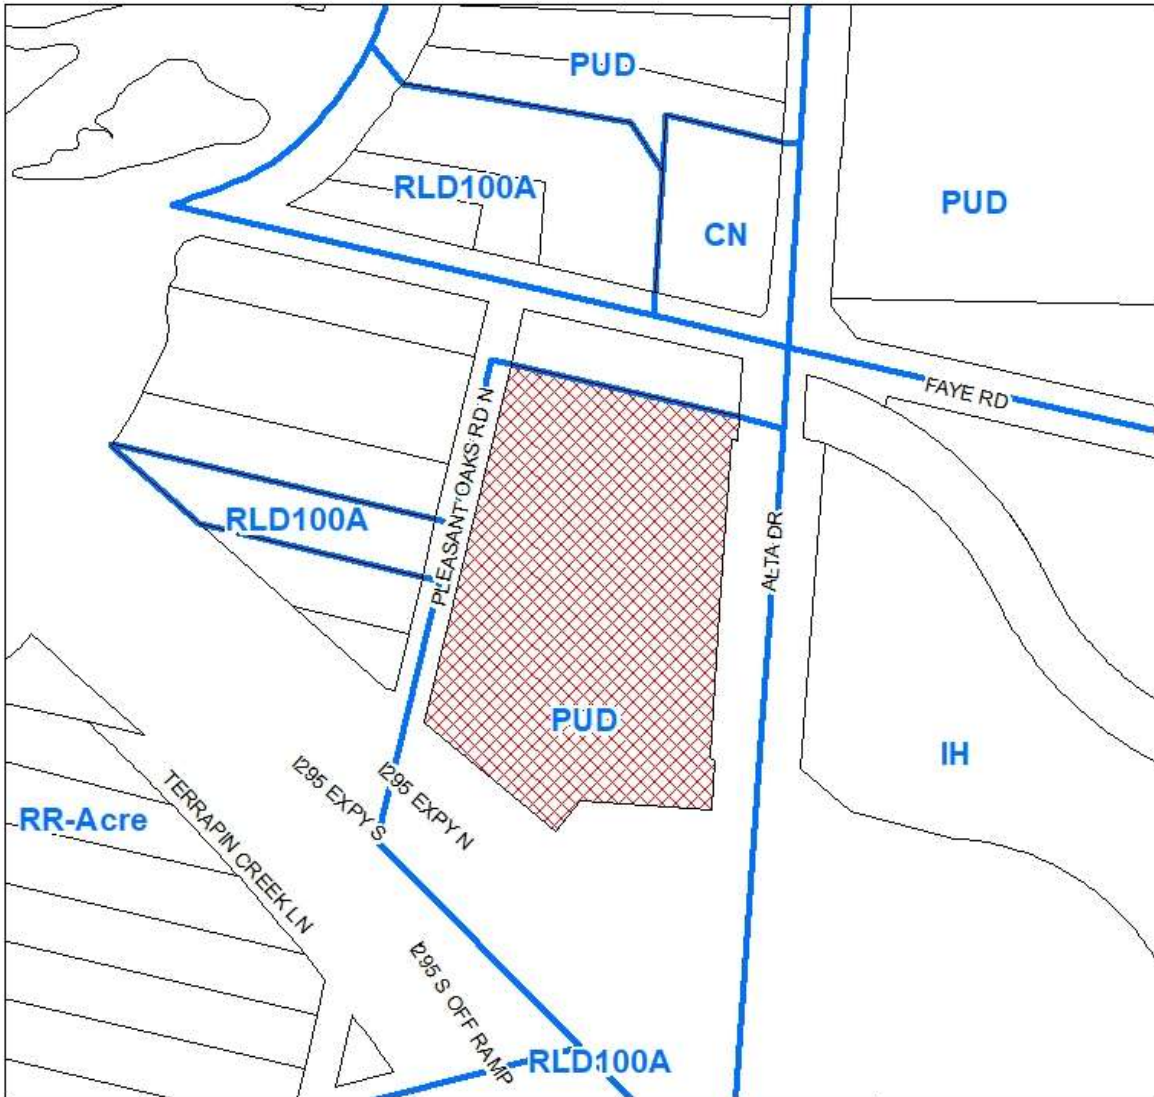 PUD
RLD100A
PUD
CN
FAYE RD
PLEASANT OAKS RD N
RLD100A
ALTA DR
PUD
IH
I295 EXPY S
I295 EXPY N
RR-Acre
TERRAPIN CREEK LN
I295 S OFF RAMP
RLD100A